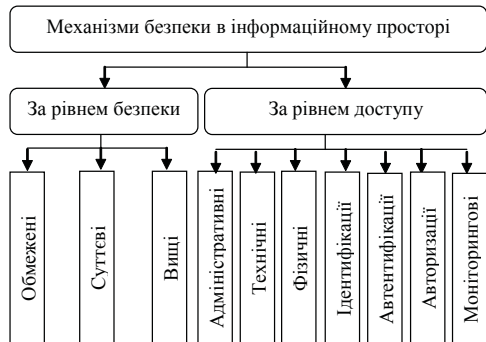 Механізми безпеки в інформаційному просторі
За рівнем безпеки
За рівнем доступу
Обмежені
Суттєві
Вищі
Адміністративні
Технічні
Фізичні
Ідентифікації
Автентифікації
Авторизації
Моніторингові